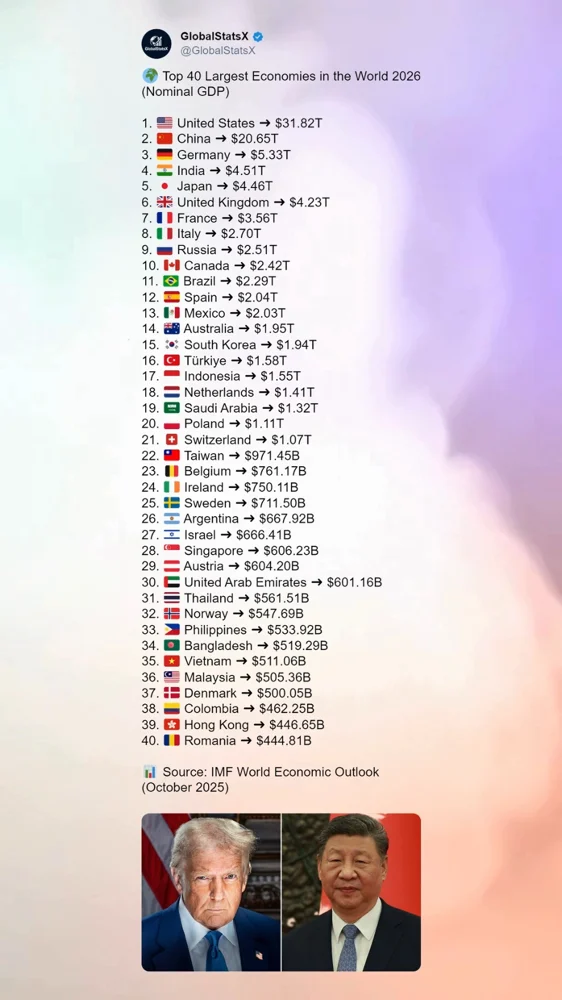 GlobalStatsX
@GlobalStatsX
GlobalStatsX
🌍 Top 40 Largest Economies in the World 2026
(Nominal GDP)
1. 🇺🇸 United States → $31.82T
2. 🇨🇳 China → $20.65T
3. 🇩🇪 Germany → $5.33T
4. 🇮🇳 India → $4.51T
5. 🇯🇵 Japan → $4.46T
6. 🇬🇧 United Kingdom → $4.23T
7. 🇫🇷 France → $3.56T
8. 🇮🇹 Italy → $2.70T
9. 🇷🇺 Russia → $2.51T
10. 🇨🇦 Canada → $2.42T
11. 🇧🇷 Brazil → $2.29T
12. 🇪🇸 Spain → $2.04T
13. 🇲🇽 Mexico → $2.03T
14. 🇦🇺 Australia → $1.95T
15. 🇰🇷 South Korea → $1.94T
16. 🇹🇷 Türkiye → $1.58T
17. 🇮🇩 Indonesia → $1.55T
18. 🇳🇱 Netherlands → $1.41T
19. 🇸🇦 Saudi Arabia → $1.32T
20. 🇵🇱 Poland → $1.11T
21. 🇨🇭 Switzerland → $1.07T
22. 🇹🇼 Taiwan → $971.45B
23. 🇧🇪 Belgium → $761.17B
24. 🇮🇪 Ireland → $750.11B
25. 🇸🇪 Sweden → $711.50B
26. 🇦🇷 Argentina → $667.92B
27. 🇮🇱 Israel → $666.41B
28. 🇸🇬 Singapore → $606.23B
29. 🇦🇹 Austria → $604.20B
30. 🇦🇪 United Arab Emirates → $601.16B
31. 🇹🇭 Thailand → $561.51B
32. 🇳🇴 Norway → $547.69B
33. 🇵🇭 Philippines → $533.92B
34. 🇧🇩 Bangladesh → $519.29B
35. 🇻🇳 Vietnam → $511.06B
36. 🇲🇾 Malaysia → $505.36B
37. 🇩🇰 Denmark → $500.05B
38. 🇨🇴 Colombia → $462.25B
39. 🇭🇰 Hong Kong → $446.65B
40. 🇷🇴 Romania → $444.81B
📊 Source: IMF World Economic Outlook
(October 2025)